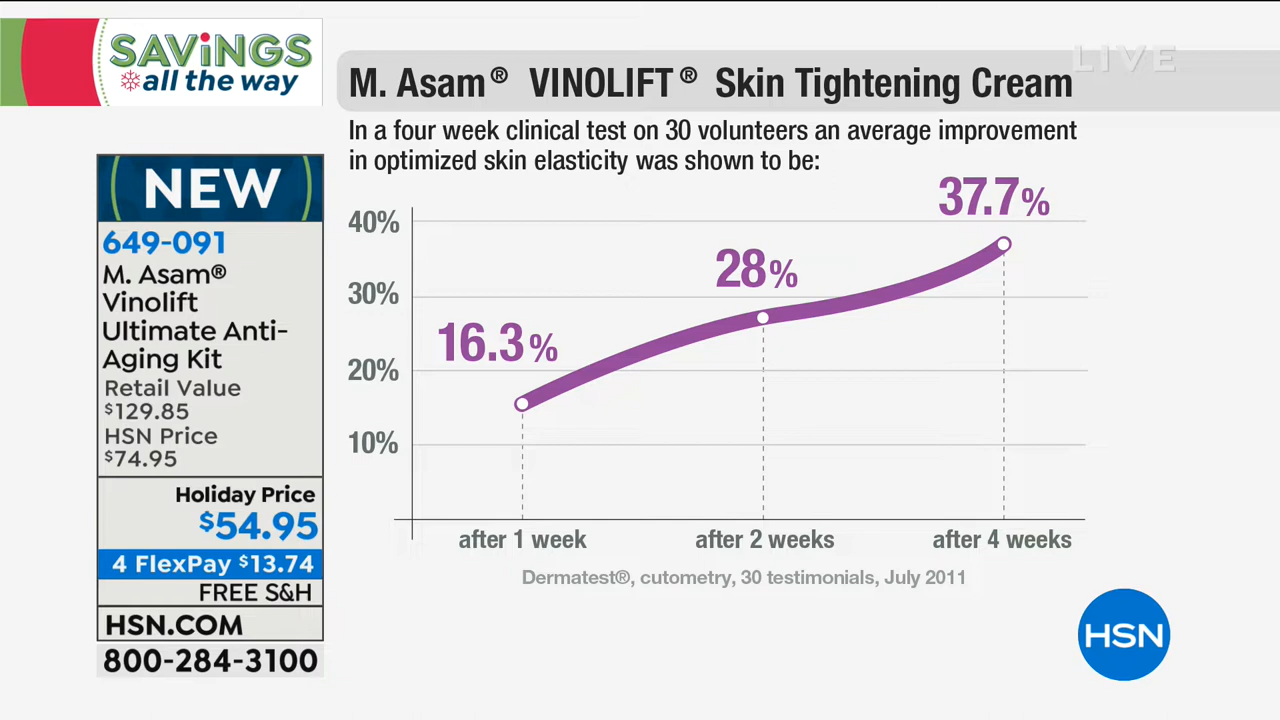 SAVINGS
all the way
LIVE
M. Asam® VINOLIFT® Skin Tightening Cream
In a four week clinical test on 30 volunteers an average improvement
in optimized skin elasticity was shown to be:
NEW
649-091
M. Asam®
Vinolift
Ultimate Anti-
Aging Kit
Retail Value
$129.85
HSN Price
$74.95
Holiday Price
$54.95
4 FlexPay $13.74
FREE S&H
HSN.COM
800-284-3100
40%
30%
20%
10%
16.3%
28%
37.7%
after 1 week
after 2 weeks
after 4 weeks
Dermatest®, cutometry, 30 testimonials, July 2011
HSN